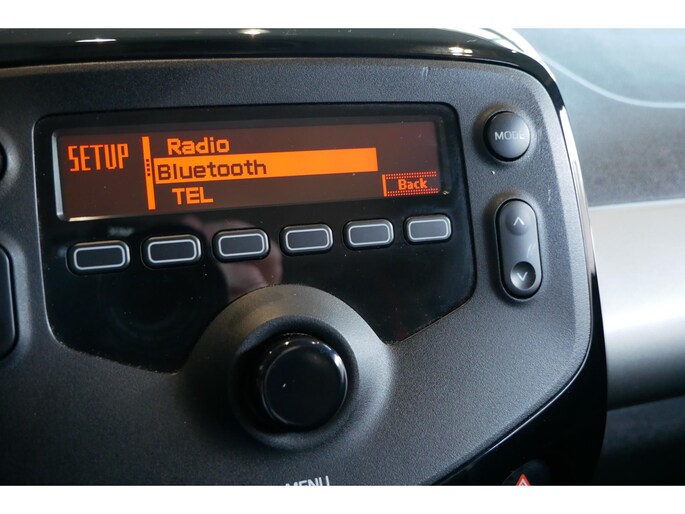 SETUP
Radio
Bluetooth
TEL
Back
MODE
MENU